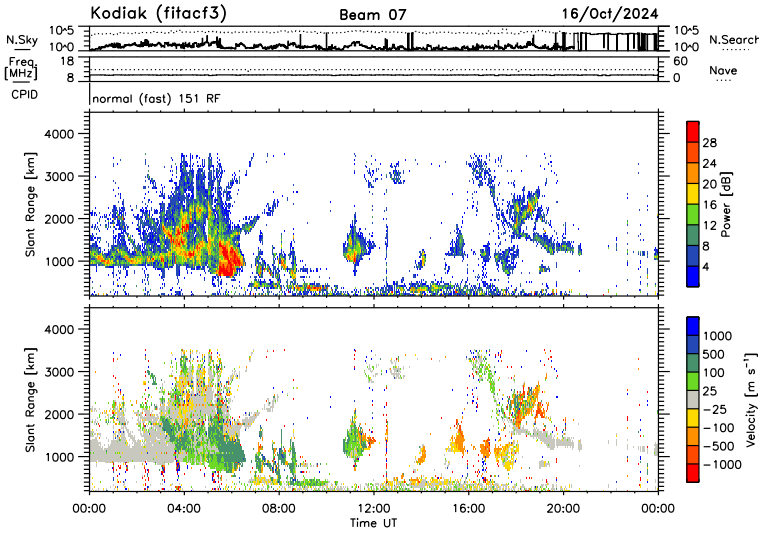 Kodiak (fitacf3) Beam 07 16/Oct/2024
N.Sky 10^5 10^0 10^5 10^0 N.Search
Freq. [MHz] 18 8 60 0 Nave
CPID normal (fast) 151 RF
Slant Range [km] 4000 3000 2000 1000
Power [dB] 28 24 20 16 12 8 4
Slant Range [km] 4000 3000 2000 1000
Velocity [m s⁻¹] 1000 500 100 25 −25 −100 −500 −1000
00:00 04:00 08:00 12:00 16:00 20:00 00:00
Time UT